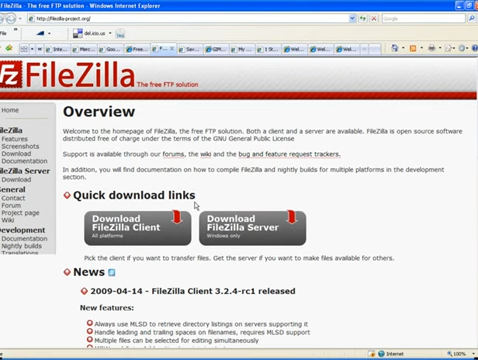 FileZilla - The free FTP solution - Windows Internet Explorer
http://filezilla-project.org/
Google
del.icio.us
FileZilla The free FTP solution
Home
FileZilla
Features
Screenshots
Download
Documentation
FileZilla Server
Download
General
Contact
Forum
Project page
Wiki
Development
Documentation
Nightly builds
Translations
Overview
Welcome to the homepage of FileZilla, the free FTP solution. Both a client and a server are available. FileZilla is open source software
distributed free of charge under the terms of the GNU General Public License
Support is available through our forums, the wiki and the bug and feature request trackers.
In addition, you will find documentation on how to compile FileZilla and nightly builds for multiple platforms in the development
section.
Quick download links
Download
FileZilla Client
All platforms
Download
FileZilla Server
Windows only
Pick the client if you want to transfer files. Get the server if you want to make files available for others.
News
2009-04-14 - FileZilla Client 3.2.4-rc1 released
New features:
Always use MLSD to retrieve directory listings on servers supporting it
Handle leading and trailing spaces on filenames, requires MLSD support
Multiple files can be selected for editing simultaneously
Internet
100%